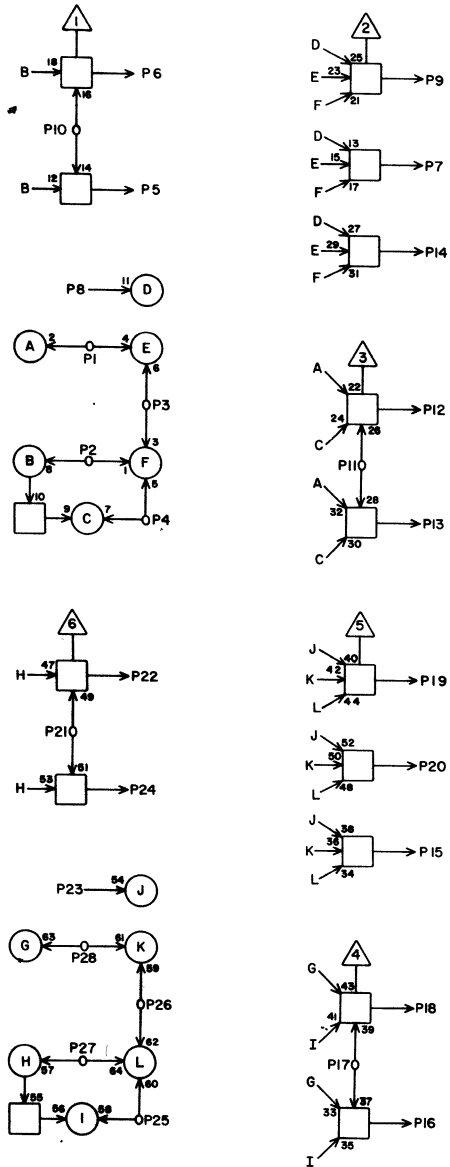 1
18
B P6
16
P10
14
12
B P5
P8 11 D
A 2 P1 4 E
6
P3
3
B 8 P2 1 F
5
10
9 C 7 P4
2
D 25
E 23 P9
F 21
D 13
E 15 P7
F 17
D 27
E 29 P14
F 31
3
A 22
P12
24 26
C
P11
A 28
32 P13
30
C
6
47
H P22
49
P21
51
53
H P24
P23 54 J
G 63 P28 61 K
59
P26
62
H 57 P27 64 L
60
55
56 I 58 P25
5
J 40
K 42 P19
L 44
J 52
K 50 P20
L 48
J 38
K 36 P15
L 34
4
G 43
P18
41 39
I
P17
G 37
33 P16
35
I